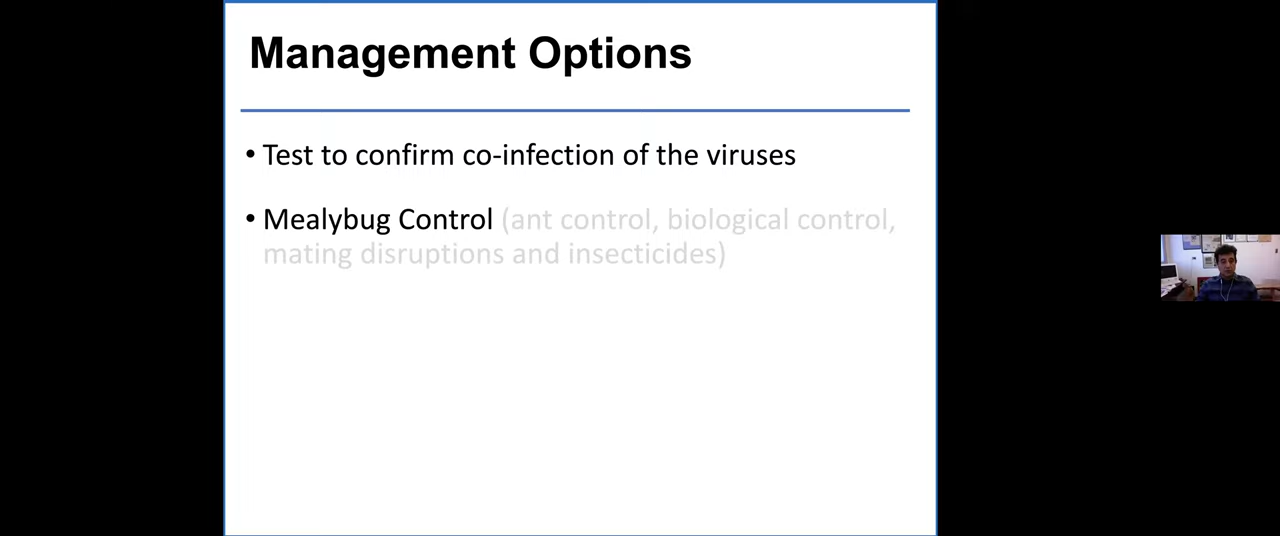 Management Options
• Test to confirm co-infection of the viruses
• Mealybug Control (ant control, biological control,
mating disruptions and insecticides)